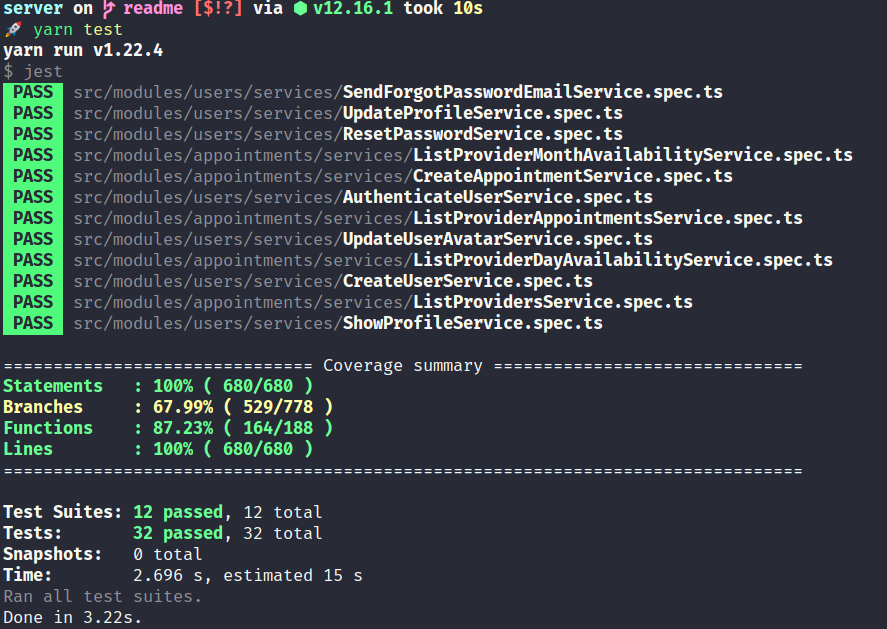 server on readme [$!?] via v12.16.1 took 10s
yarn test
yarn run v1.22.4
$ jest
PASS src/modules/users/services/SendForgotPasswordEmailService.spec.ts
PASS src/modules/users/services/UpdateProfileService.spec.ts
PASS src/modules/users/services/ResetPasswordService.spec.ts
PASS src/modules/appointments/services/ListProviderMonthAvailabilityService.spec.ts
PASS src/modules/appointments/services/CreateAppointmentService.spec.ts
PASS src/modules/users/services/AuthenticateUserService.spec.ts
PASS src/modules/appointments/services/ListProviderAppointmentsService.spec.ts
PASS src/modules/users/services/UpdateUserAvatarService.spec.ts
PASS src/modules/appointments/services/ListProviderDayAvailabilityService.spec.ts
PASS src/modules/users/services/CreateUserService.spec.ts
PASS src/modules/appointments/services/ListProvidersService.spec.ts
PASS src/modules/users/services/ShowProfileService.spec.ts
=============================== Coverage summary ===============================
Statements : 100% ( 680/680 )
Branches : 67.99% ( 529/778 )
Functions : 87.23% ( 164/188 )
Lines : 100% ( 680/680 )
================================================================================
Test Suites: 12 passed, 12 total
Tests: 32 passed, 32 total
Snapshots: 0 total
Time: 2.696 s, estimated 15 s
Ran all test suites.
Done in 3.22s.